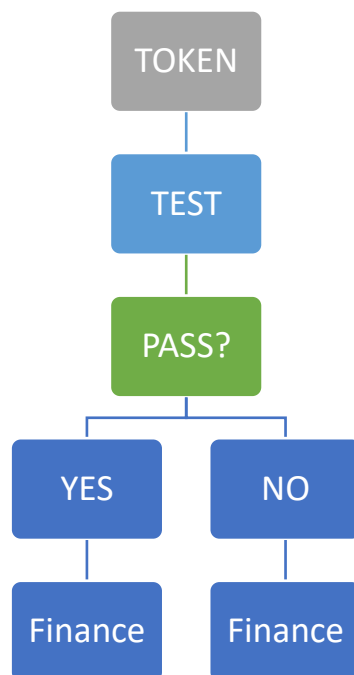 TOKEN
TEST
PASS?
YES
NO
Finance
Finance